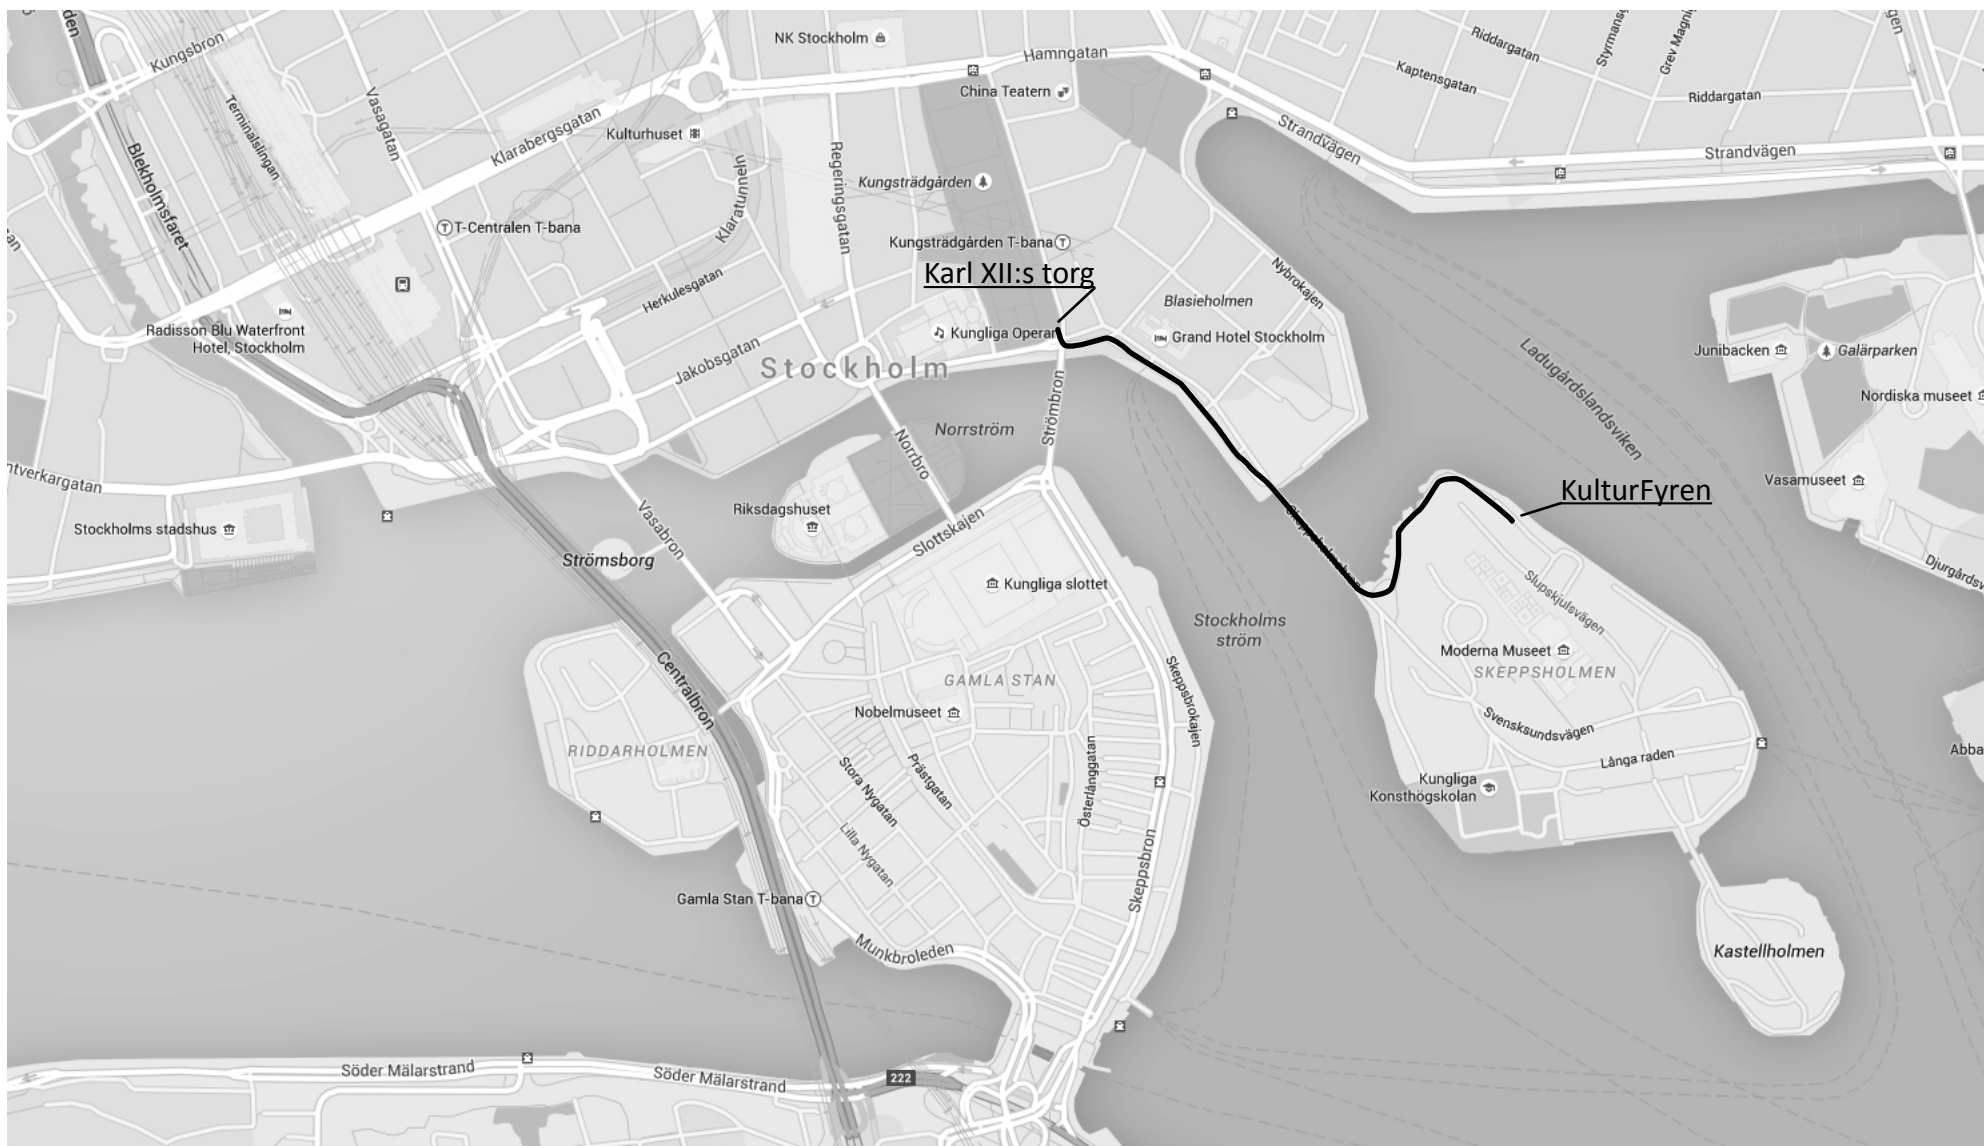 NK Stockholm
Hamngatan
Kungsbron
Vasagatan
Terminalslingan
Klarabergsgatan
Kulturhuset
China Teatern
Riddargatan
Kaptensgatan
Riddargatan
Strandvägen
Strandvägen
Blekholmsfaret
Klaratunneln
Regeringsgatan
Kungsträdgården
T-Centralen T-bana
Kungsträdgården T-bana
Karl XII:s torg
Nybrokajen
Herkulesgatan
Blasieholmen
Radisson Blu Waterfront
Hotel, Stockholm
Kungliga Operan
Grand Hotel Stockholm
Jakobsgatan
Stockholm
Ladugårdslandsviken
Junibacken
Galärparken
Nordiska museet
Norrström
Strömbron
Norrbro
ntverkargatan
Vasamuseet
KulturFyren
Stockholms stadshus
Vasabron
Riksdagshuset
Slottskajen
Skeppsholmsbron
Strömsborg
Kungliga slottet
Djurgårdsv
Slupskjulsvägen
Stockholms
ström
Moderna Museet
SKEPPSHOLMEN
Centralbron
GAMLA STAN
Skeppsbrokajen
Nobelmuseet
Svensksundsvägen
RIDDARHOLMEN
Stora Nygatan
Prästgatan
Österlånggatan
Långa raden
Abba
Kungliga
Konsthögskolan
Lilla Nygatan
Skeppsbron
Gamla Stan T-bana
Munkbroleden
Kastellholmen
Söder Mälarstrand
Söder Mälarstrand
222